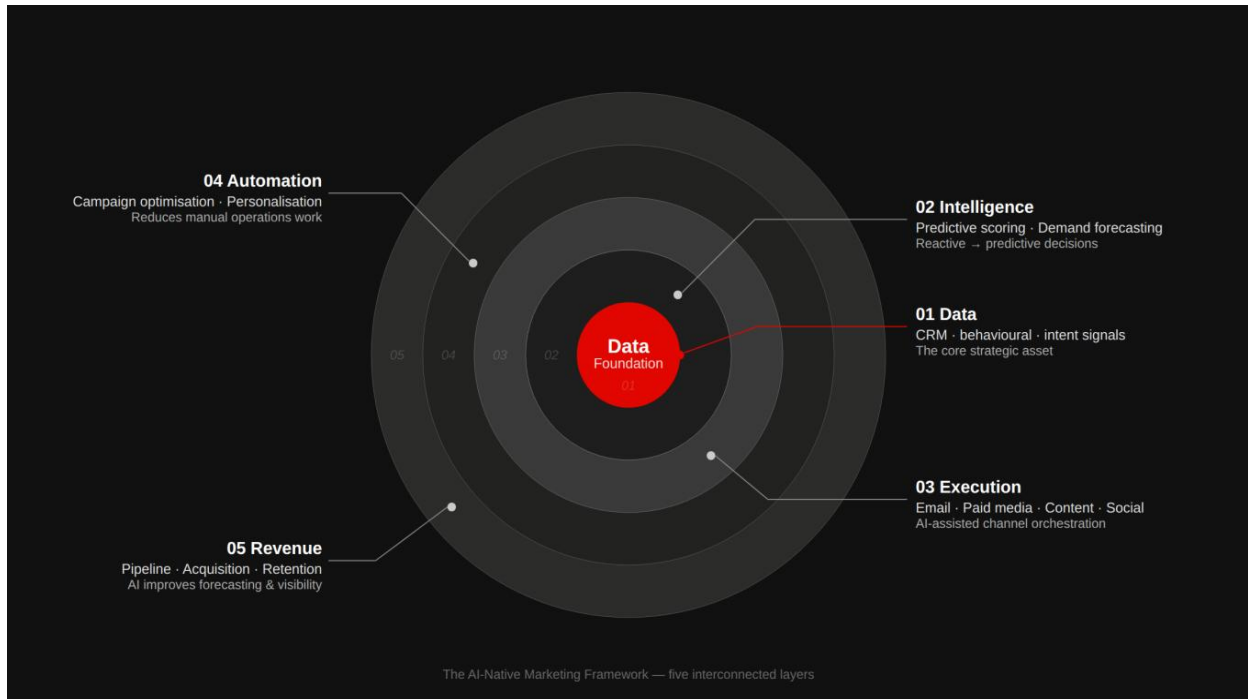 04 Automation
Campaign optimisation · Personalisation
Reduces manual operations work
02 Intelligence
Predictive scoring · Demand forecasting
Reactive → predictive decisions
01 Data
CRM · behavioural · intent signals
The core strategic asset
05
04
03
02
Data
Foundation
01
03 Execution
Email · Paid media · Content · Social
AI-assisted channel orchestration
05 Revenue
Pipeline · Acquisition · Retention
AI improves forecasting & visibility
The AI-Native Marketing Framework — five interconnected layers